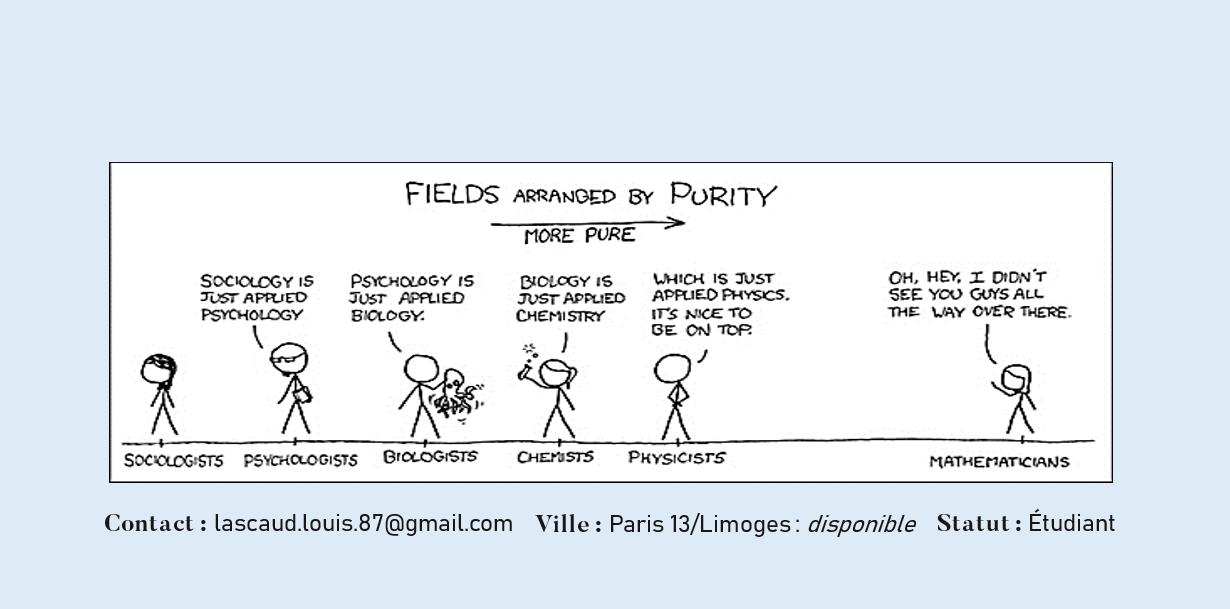 FIELDS ARRANGED BY PURITY
MORE PURE
SOCIOLOGY IS
JUST APPLIED
PSYCHOLOGY
PSYCHOLOGY IS
JUST APPLIED
BIOLOGY.
BIOLOGY IS
JUST APPLIED
CHEMISTRY
WHICH IS JUST
APPLIED PHYSICS.
IT'S NICE TO
BE ON TOP.
OH, HEY, I DIDN'T
SEE YOU GUYS ALL
THE WAY OVER THERE.
SOCIOLOGISTS
PSYCHOLOGISTS
BIOLOGISTS
CHEMISTS
PHYSICISTS
MATHEMATICIANS
Contact : lascaud.louis.87@gmail.com Ville : Paris 13/Limoges : disponible Statut : Étudiant